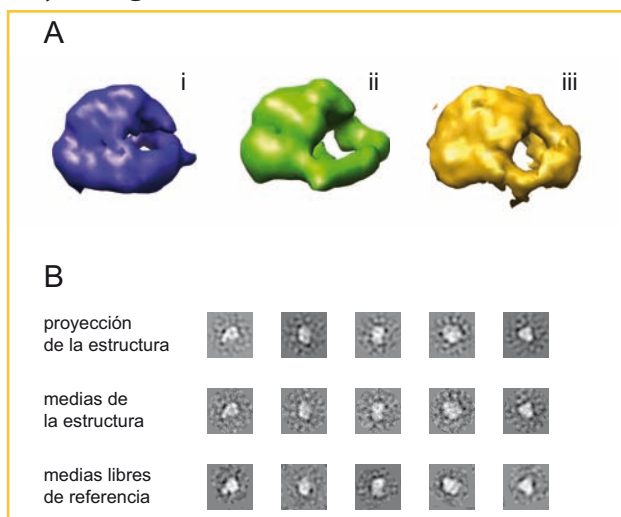 A
i
ii
iii
B
proyección
de la estructura
medias de
la estructura
medias libres
de referencia